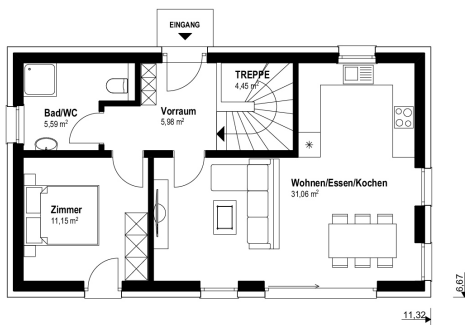 EINGANG
TREPPE
4,45 m²
Bad/WC
5,59 m²
Vorraum
5,98 m²
Wohnen/Essen/Kochen
31,06 m²
Zimmer
11,15 m²
6,67
11,32